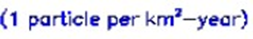 (1 particle per km²–year)